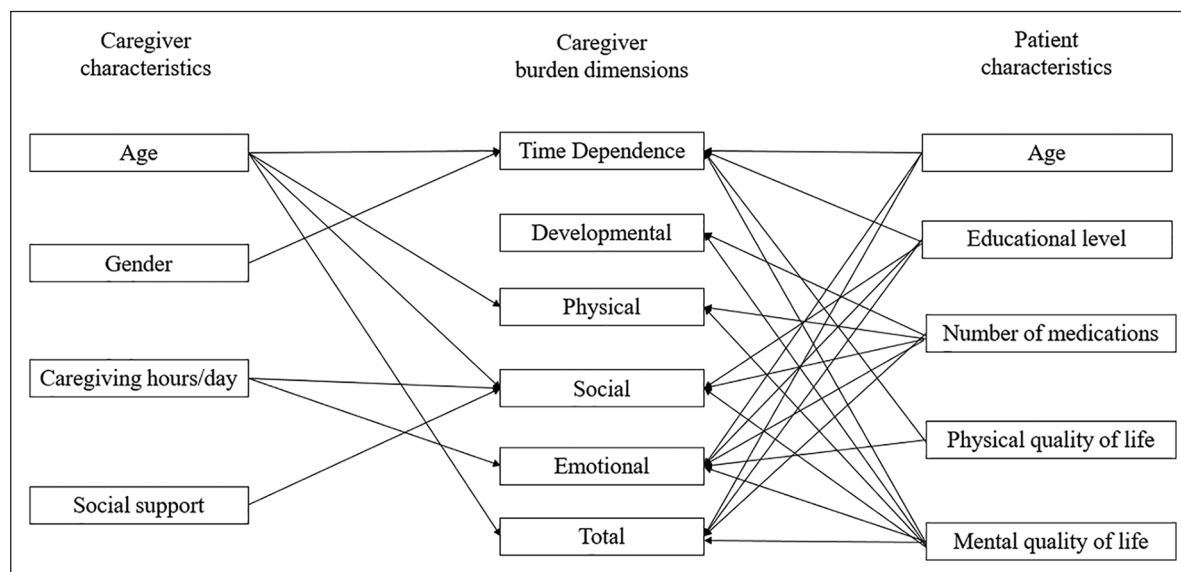 Caregiver
characteristics
Caregiver
burden dimensions
Patient
characteristics
Age
Gender
Caregiving hours/day
Social support
Time Dependence
Developmental
Physical
Social
Emotional
Total
Age
Educational level
Number of medications
Physical quality of life
Mental quality of life